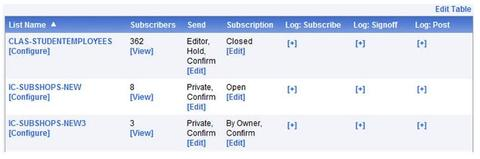 Edit Table
List Name ▲ Subscribers Send Subscription Log: Subscribe Log: Signoff Log: Post
CLAS-STUDENTEMPLOYEES 362 Editor, Closed [+] [+] [+]
[Configure] [View] Hold, [Edit]
Confirm
[Edit]
IC-SUBSHOPS-NEW 8 Private, Open [+] [+] [+]
[Configure] [View] Confirm [Edit]
[Edit]
IC-SUBSHOPS-NEW3 3 Private, By Owner, [+] [+] [+]
[Configure] [View] Confirm Confirm
[Edit] [Edit]